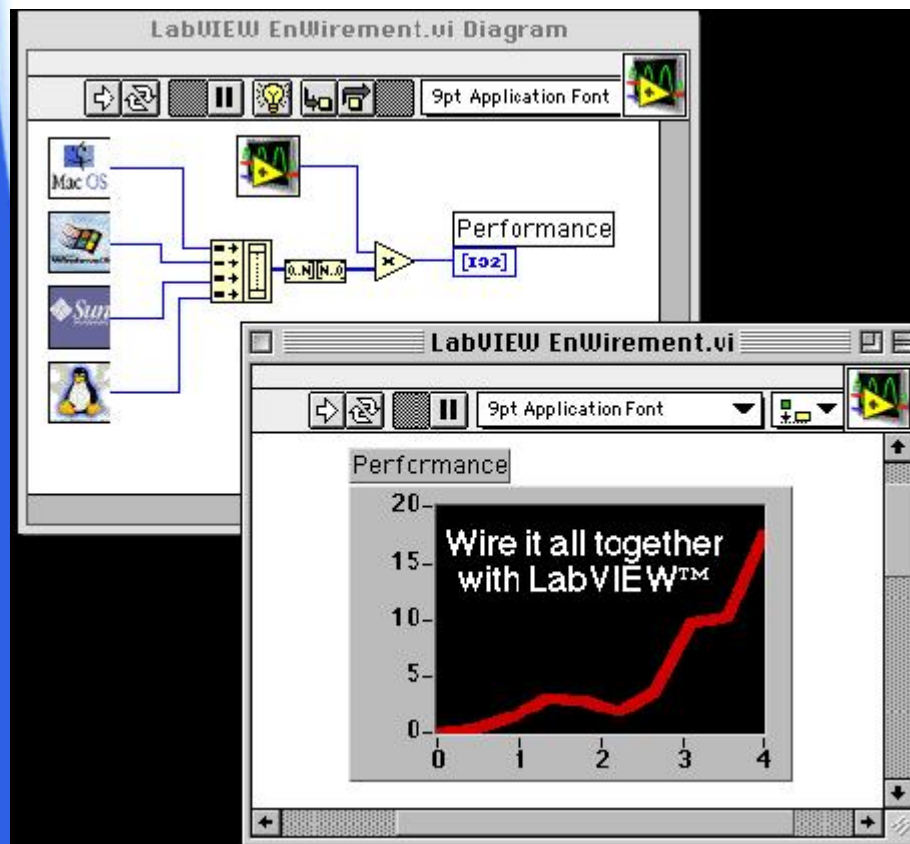 LabVIEW EnWirement.vi Diagram
9pt Application Font
Mac OS
Performance
[0..N][N..0]
[I32]
Sun
LabVIEW EnWirement.vi
9pt Application Font
Performance
20
Wire it all together
15
with LabVIEW™
10
5
0
0 1 2 3 4